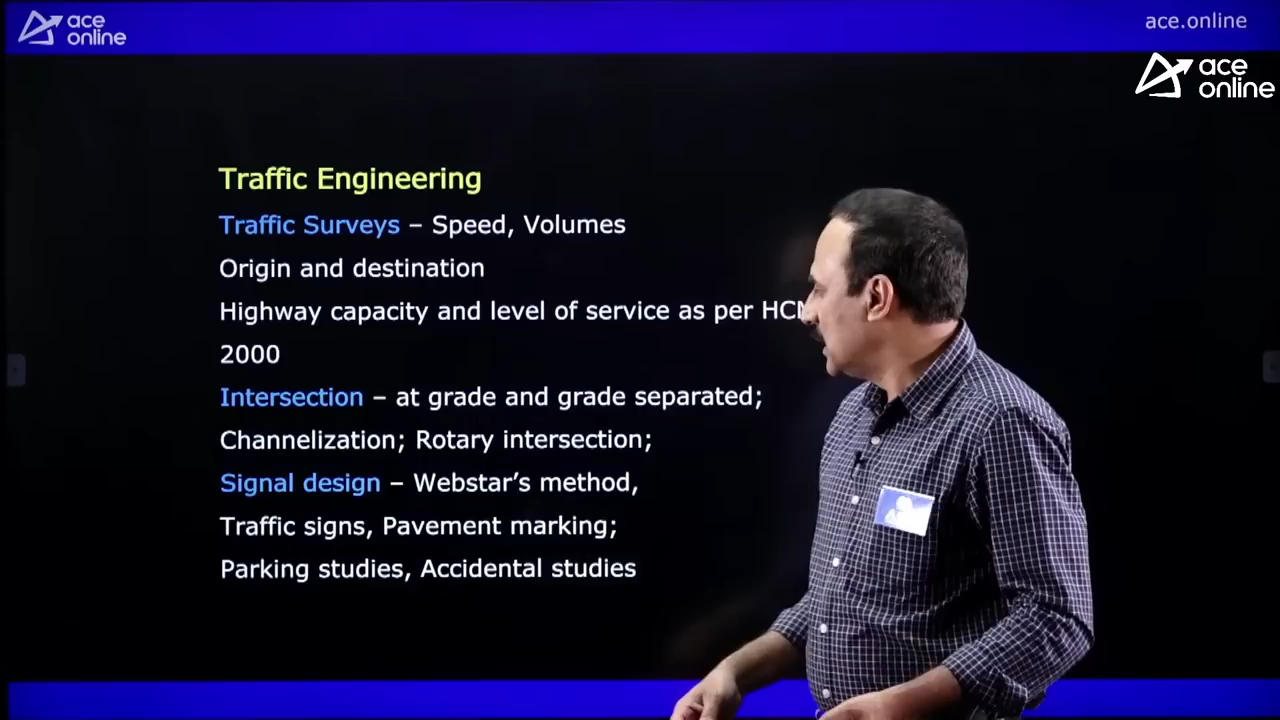 ace
online
ace.online
ace
online
Traffic Engineering
Traffic Surveys – Speed, Volumes
Origin and destination
Highway capacity and level of service as per
2000
Intersection – at grade and grade separated;
Channelization; Rotary intersection;
Signal design – Webstar’s method,
Traffic signs, Pavement marking;
Parking studies, Accidental studies